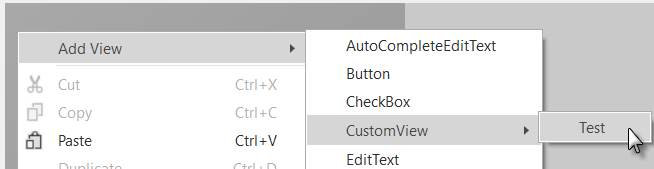 Add View
Cut Ctrl+X
Copy Ctrl+C
Paste Ctrl+V
Duplicate Ctrl+D
AutoCompleteEditText
Button
CheckBox
CustomView
EditText
Test